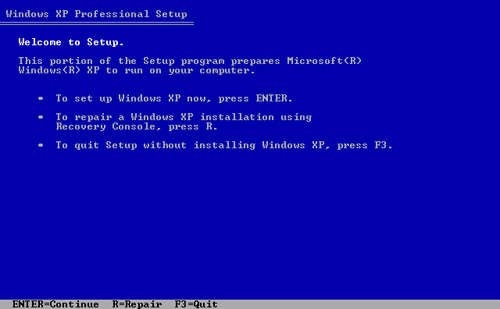 Windows XP Professional Setup
Welcome to Setup.
This portion of the Setup program prepares Microsoft(R)
Windows(R) XP to run on your computer.
• To set up Windows XP now, press ENTER.
• To repair a Windows XP installation using
Recovery Console, press R.
• To quit Setup without installing Windows XP, press F3.
ENTER=Continue R=Repair F3=Quit